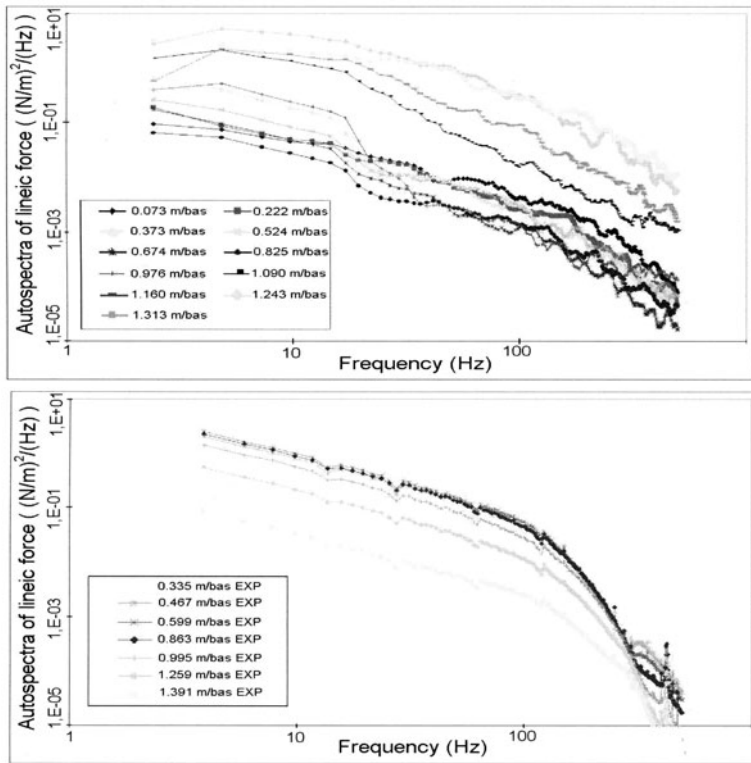 Autospectra of lineic force ( (N/m)^2/(Hz) )
1,E+01
1,E-01
1,E-03
1,E-05
0.073 m/bas 0.222 m/bas
0.373 m/bas 0.524 m/bas
0.674 m/bas 0.825 m/bas
0.976 m/bas 1.090 m/bas
1.160 m/bas 1.243 m/bas
1.313 m/bas
1 10 100
Frequency (Hz)
Autospectra of lineic force ( (N/m)^2/(Hz) )
1,E+01
1,E-01
1,E-03
1,E-05
0.335 m/bas EXP
0.467 m/bas EXP
0.599 m/bas EXP
0.863 m/bas EXP
0.995 m/bas EXP
1.259 m/bas EXP
1.391 m/bas EXP
1 10 100
Frequency (Hz)